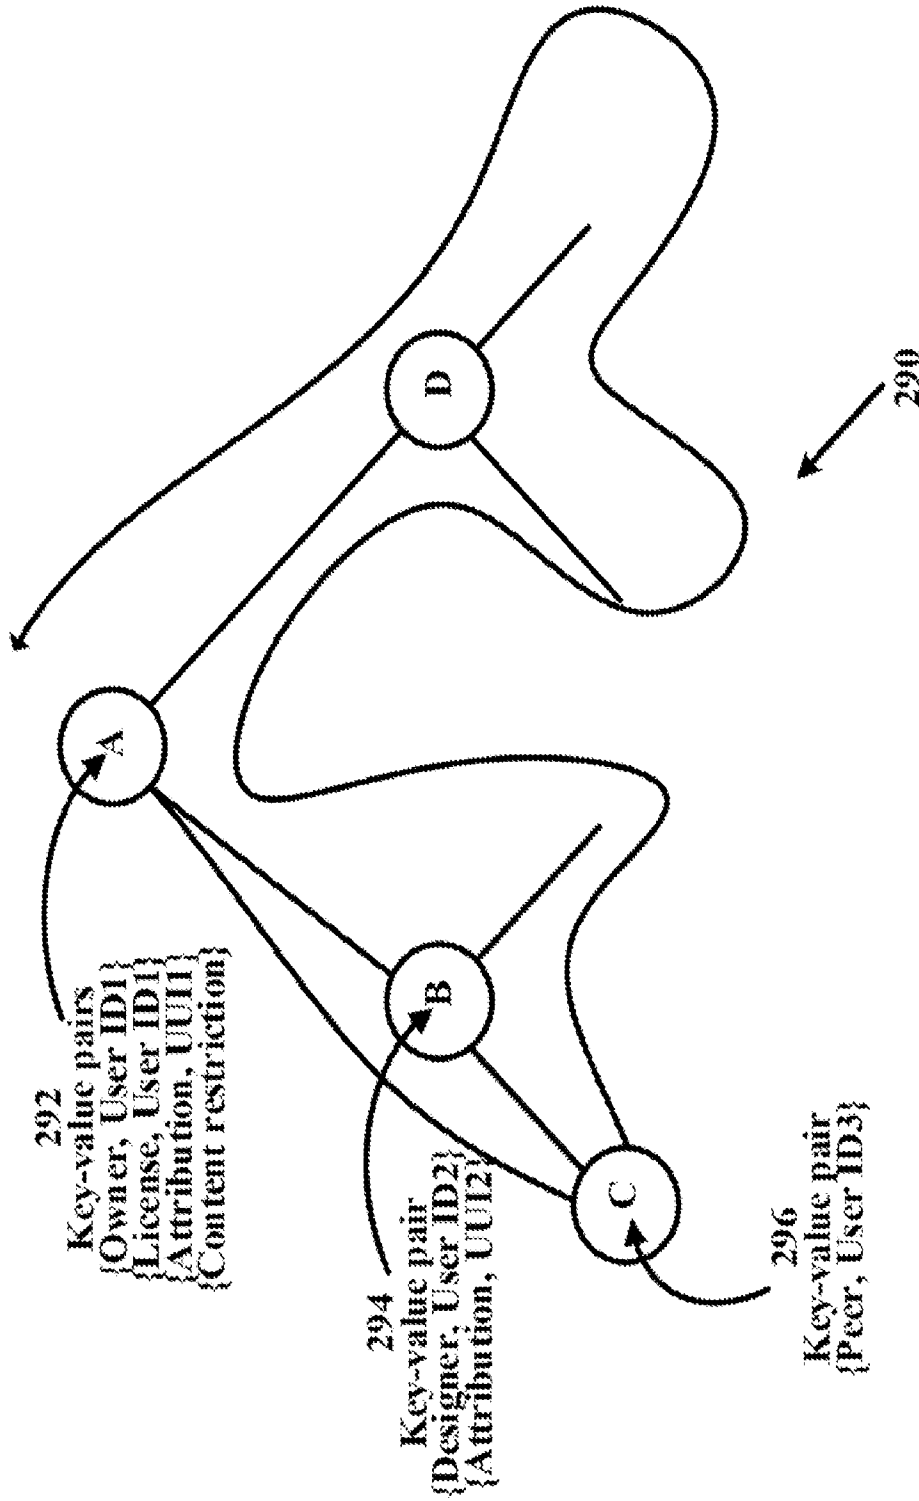 292
Key-value pairs
{Owner, User ID1}
{License, User ID1}
{Attribution, UUI1}
{Content restriction}
A
294
Key-value pair
{Designer, User ID2}
{Attribution, UUI2}
B
D
C
296
Key-value pair
{Peer, User ID3}
290